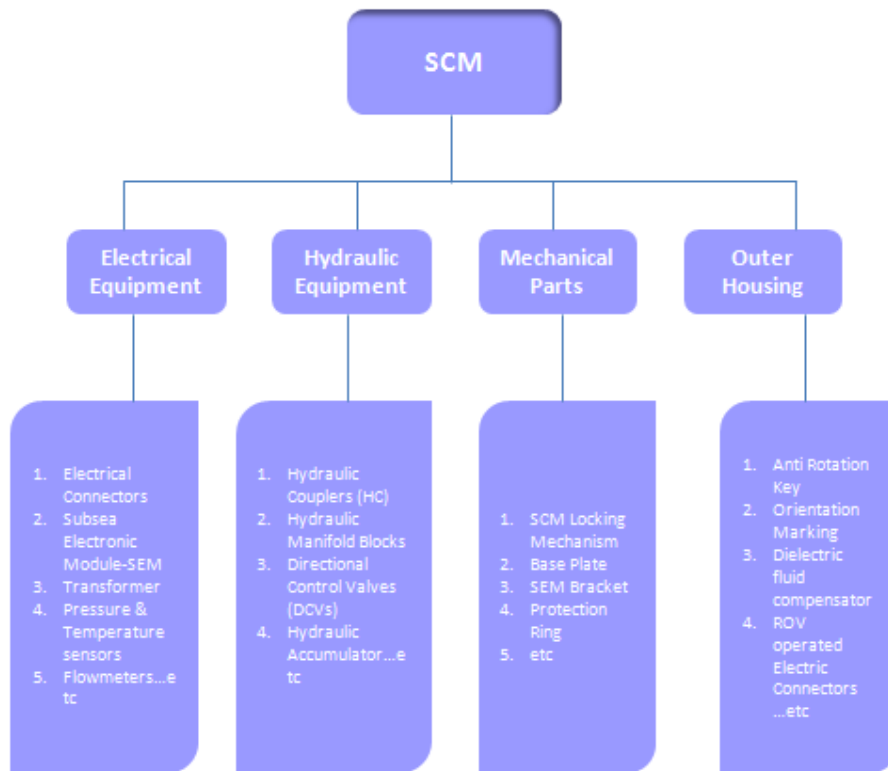 SCM
Electrical
Equipment
Hydraulic
Equipment
Mechanical
Parts
Outer
Housing
1. Electrical
Connectors
2. Subsea
Electronic
Module-SEM
3. Transformer
4. Pressure &
Temperature
sensors
5. Flowmeters...e
tc
1. Hydraulic
Couplers (HC)
2. Hydraulic
Manifold Blocks
3. Directional
Control Valves
(DCVs)
4. Hydraulic
Accumulator...e
tc
1. SCM Locking
Mechanism
2. Base Plate
3. SEM Bracket
4. Protection
Ring
5. etc
1. Anti Rotation
Key
2. Orientation
Marking
3. Dielectric
fluid
compensator
4. ROV
operated
Electric
Connectors
...etc